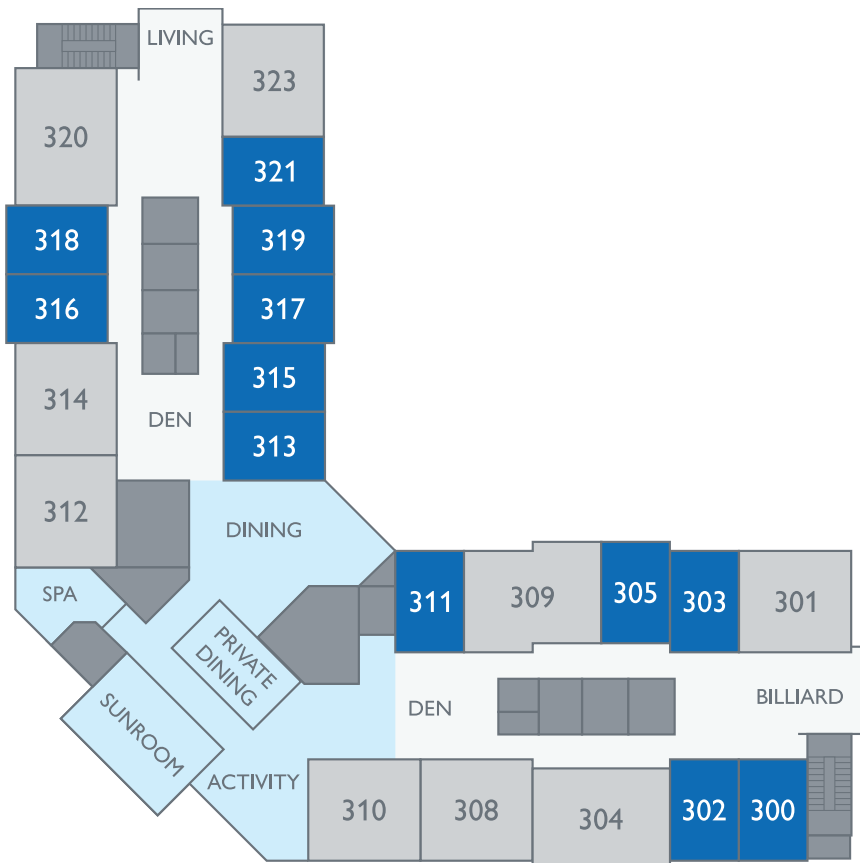 LIVING
323
320
321
318
319
316
317
315
314
DEN
313
312
DINING
SPA
311
309
305
303
301
PRIVATE
DINING
SUNROOM
DEN
BILLIARD
ACTIVITY
310
308
304
302
300